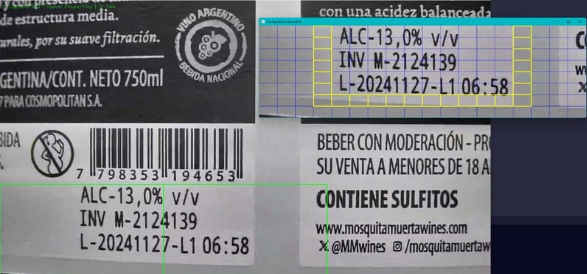 de estructura media.
urales, por su suave filtración.
VINO ARGENTINO
BEBIDA NACIONAL
GENTINA/CONT. NETO 750ml
PARA COSMOPOLITAN S.A.
con una acidez balanceada
ALC-13,0% v/v
INV M-2124139
L-20241127-L1 06:58
BIDA
7 798353 194653
ALC-13,0% v/v
INV M-2124139
L-20241127-L1 06:58
BEBER CON MODERACIÓN - PR
SU VENTA A MENORES DE 18 A
CONTIENE SULFITOS
www.mosquitamuertawines.com
X @MMwines /mosquitamuertaw